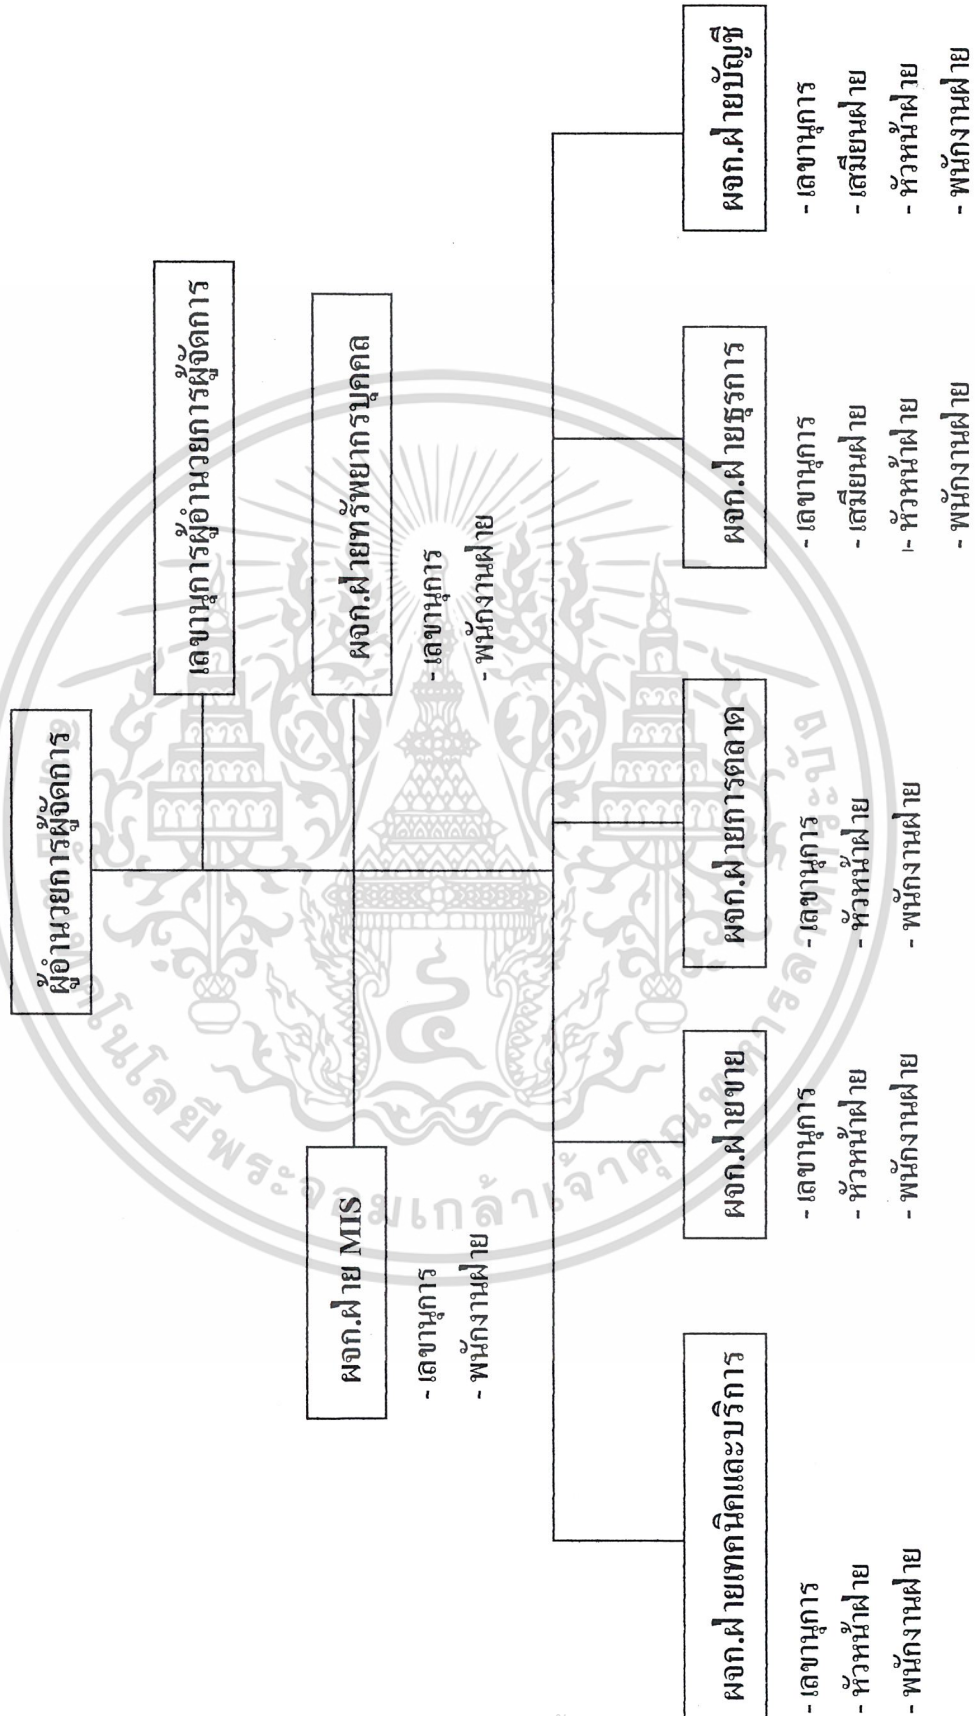 ผู้อำนวยการผู้จัดการ
เลขานุการผู้อำนวยการผู้จัดการ
ผจก.ฝ่าย MIS
- เลขานุการ
- พนักงานฝ่าย
ผจก.ฝ่ายทรัพยากรบุคคล
- เลขานุการ
- พนักงานฝ่าย
ผจก.ฝ่ายเทคนิคและบริการ
- เลขานุการ
- หัวหน้าฝ่าย
- พนักงานฝ่าย
ผจก.ฝ่ายขาย
- เลขานุการ
- หัวหน้าฝ่าย
- พนักงานฝ่าย
ผจก.ฝ่ายการตลาด
- เลขานุการ
- หัวหน้าฝ่าย
- พนักงานฝ่าย
ผจก.ฝ่ายธุรการ
- เลขานุการ
- เสมียนฝ่าย
- หัวหน้าฝ่าย
- พนักงานฝ่าย
ผจก.ฝ่ายบัญชี
- เลขานุการ
- เสมียนฝ่าย
- หัวหน้าฝ่าย
- พนักงานฝ่าย